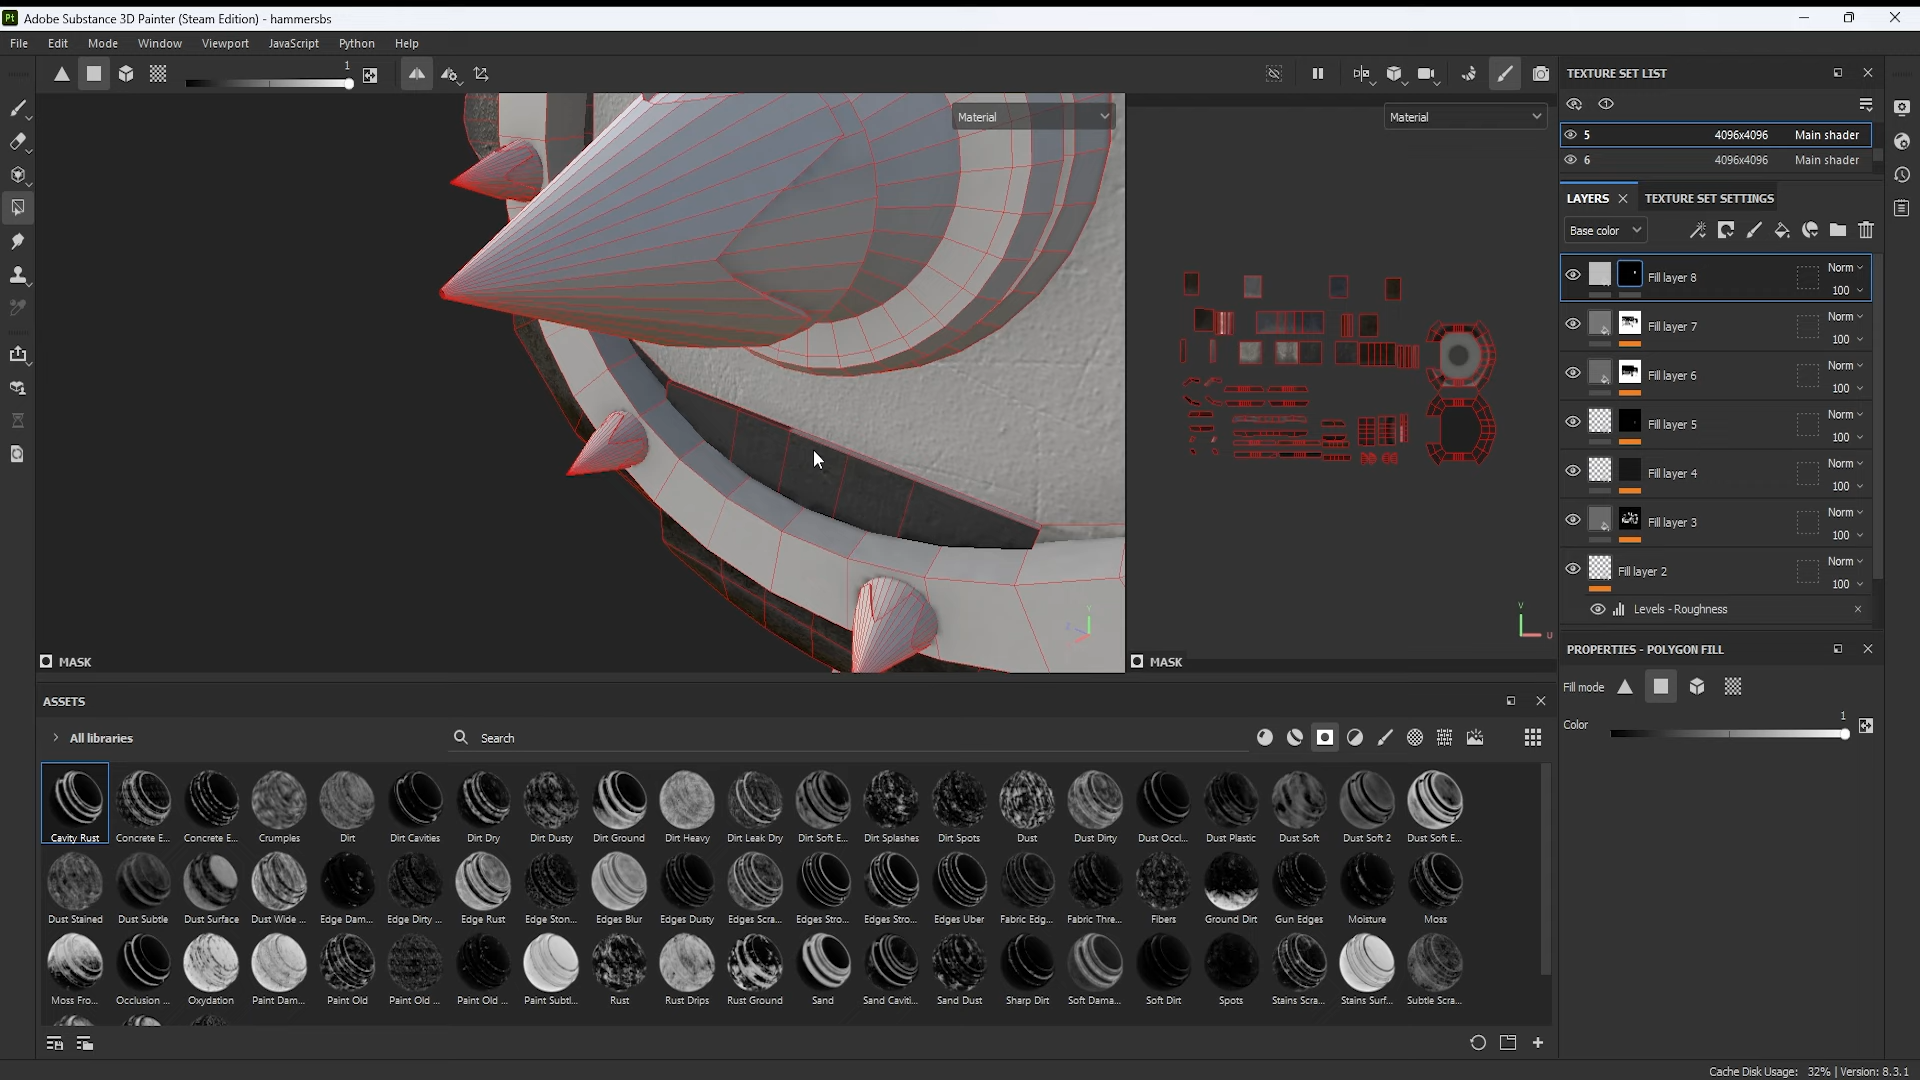 Pt Adobe Substance 3D Painter (Steam Edition) - hammersbs
File Edit Mode Window Viewport JavaScript Python Help
1
Material
Material
MASK
MASK
Y
Z
V
U
TEXTURE SET LIST
5 4096x4096 Main shader
6 4096x4096 Main shader
LAYERS TEXTURE SET SETTINGS
Base color
Fill layer 8 Norm
100
Fill layer 7 Norm
100
Fill layer 6 Norm
100
Fill layer 5 Norm
100
Fill layer 4 Norm
100
Fill layer 3 Norm
100
Fill layer 2 Norm
100
Levels - Roughness
PROPERTIES - POLYGON FILL
Fill mode
Color 1
ASSETS
All libraries Search
Cavity Rust Concrete E... Concrete E... Crumples Dirt Dirt Cavities Dirt Dry Dirt Dusty Dirt Ground Dirt Heavy Dirt Leak Dry Dirt Soft E... Dirt Splashes Dirt Spots Dust Dust Dirty Dust Occl... Dust Plastic Dust Soft Dust Soft 2 Dust Soft E...
Dust Stained Dust Subtle Dust Surface Dust Wide ... Edge Dam... Edge Dirty ... Edge Rust Edge Ston... Edges Blur Edges Dusty Edges Scra... Edges Stro... Edges Stro... Edges Uber Fabric Edg... Fabric Thre... Fibers Ground Dirt Gun Edges Moisture Moss
Moss Fro... Occlusion ... Oxydation Paint Dam... Paint Old Paint Old ... Paint Old ... Paint Subtl... Rust Rust Drips Rust Ground Sand Sand Caviti... Sand Dust Sharp Dirt Soft Dama... Soft Dirt Spots Stains Scra... Stains Surf... Subtle Scra...
Cache Disk Usage: 32% | Version: 8.3.1